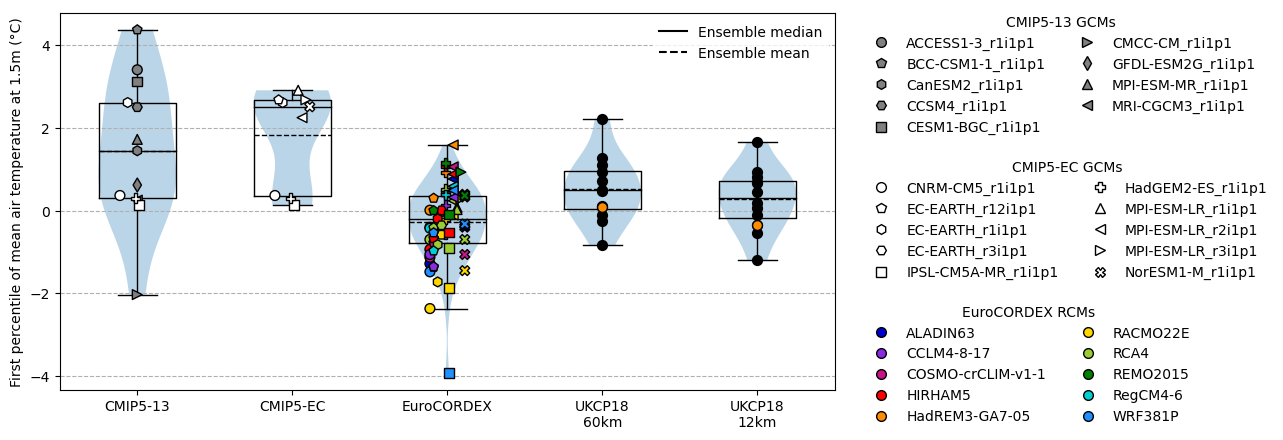 First percentile of mean air temperature at 1.5m (°C)
4
2
0
−2
−4
Ensemble median
Ensemble mean
CMIP5-13
CMIP5-EC
EuroCORDEX
UKCP18
60km
UKCP18
12km
CMIP5-13 GCMs
ACCESS1-3_r1i1p1
BCC-CSM1-1_r1i1p1
CanESM2_r1i1p1
CCSM4_r1i1p1
CESM1-BGC_r1i1p1
CMCC-CM_r1i1p1
GFDL-ESM2G_r1i1p1
MPI-ESM-MR_r1i1p1
MRI-CGCM3_r1i1p1
CMIP5-EC GCMs
CNRM-CM5_r1i1p1
EC-EARTH_r12i1p1
EC-EARTH_r1i1p1
EC-EARTH_r3i1p1
IPSL-CM5A-MR_r1i1p1
HadGEM2-ES_r1i1p1
MPI-ESM-LR_r1i1p1
MPI-ESM-LR_r2i1p1
MPI-ESM-LR_r3i1p1
NorESM1-M_r1i1p1
EuroCORDEX RCMs
ALADIN63
CCLM4-8-17
COSMO-crCLIM-v1-1
HIRHAM5
HadREM3-GA7-05
RACMO22E
RCA4
REMO2015
RegCM4-6
WRF381P